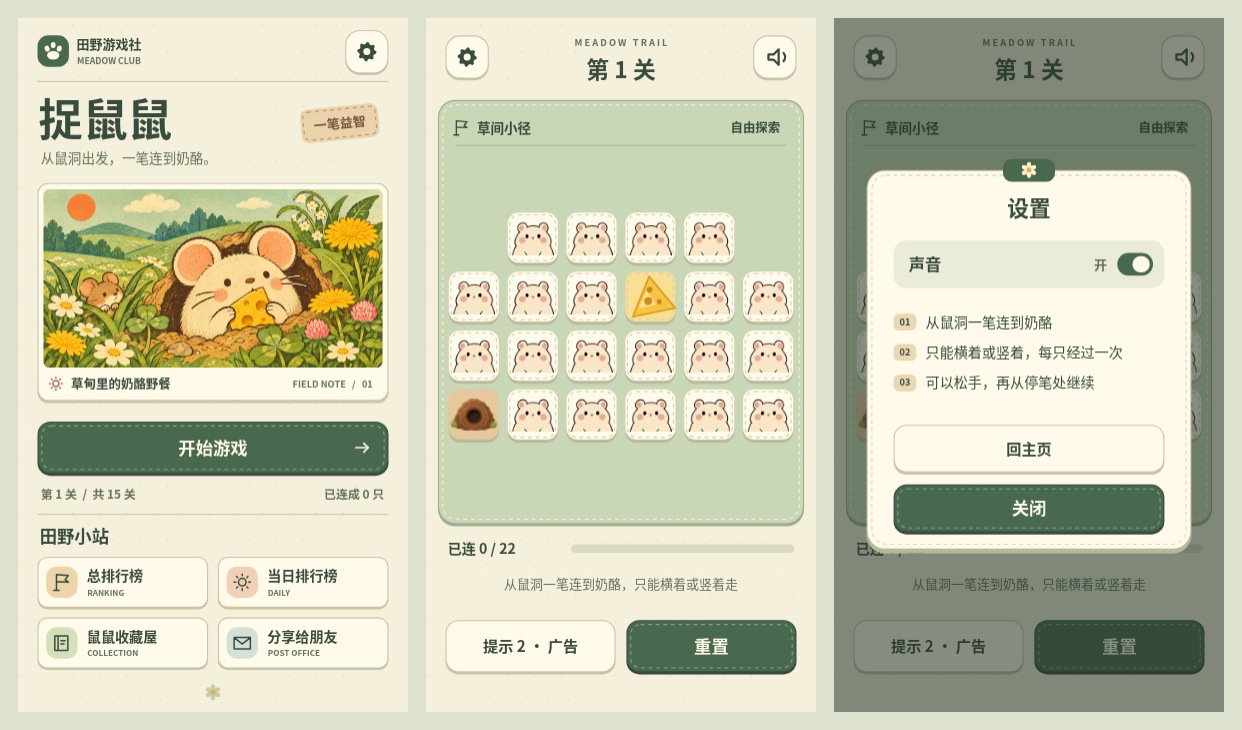 田野游戏社
MEADOW CLUB
捉鼠鼠
一笔益智
从鼠洞出发，一笔连到奶酪。
草甸里的奶酪野餐
FIELD NOTE / 01
开始游戏 →
第 1 关 / 共 15 关
已连成 0 只
田野小站
总排行榜
RANKING
当日排行榜
DAILY
鼠鼠收藏屋
COLLECTION
分享给朋友
POST OFFICE
MEADOW TRAIL
第 1 关
草间小径
自由探索
已连 0 / 22
从鼠洞一笔连到奶酪，只能横着或竖着走
提示 2 · 广告
重置
MEADOW TRAIL
第 1 关
草间小径
自由探索
设置
声音
开
01 从鼠洞一笔连到奶酪
02 只能横着或竖着，每只经过一次
03 可以松手，再从停笔处继续
回主页
关闭
从鼠洞一笔连到奶酪，只能横着或竖着走
提示 2 · 广告
重置